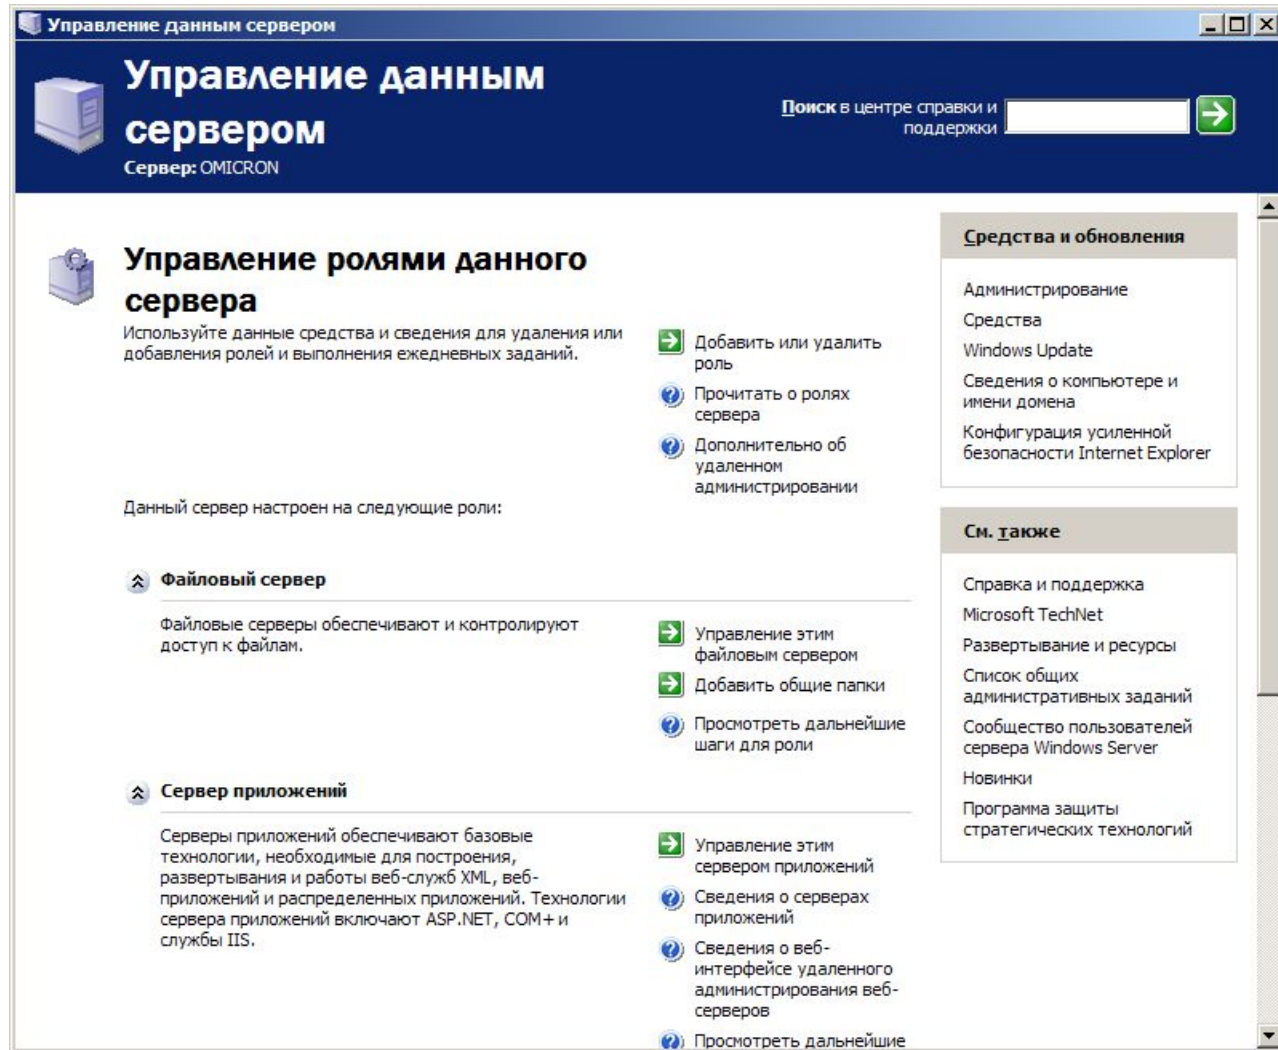 Управление данным сервером
Управление данным
сервером
Сервер: OMICRON
Поиск в центре справки и
поддержки
Управление ролями данного
сервера
Используйте данные средства и сведения для удаления или
добавления ролей и выполнения ежедневных заданий.
Добавить или удалить
роль
Прочитать о ролях
сервера
Дополнительно об
удаленном
администрировании
Данный сервер настроен на следующие роли:
Файловый сервер
Файловые серверы обеспечивают и контролируют
доступ к файлам.
Управление этим
файловым сервером
Добавить общие папки
Просмотреть дальнейшие
шаги для роли
Сервер приложений
Серверы приложений обеспечивают базовые
технологии, необходимые для построения,
развертывания и работы веб-служб XML, веб-
приложений и распределенных приложений. Технологии
сервера приложений включают ASP.NET, COM+ и
службы IIS.
Управление этим
сервером приложений
Сведения о серверах
приложений
Сведения о веб-
интерфейсе удаленного
администрирования веб-
серверов
Просмотреть дальнейшие
Средства и обновления
Администрирование
Средства
Windows Update
Сведения о компьютере и
имени домена
Конфигурация усиленной
безопасности Internet Explorer
См. также
Справка и поддержка
Microsoft TechNet
Развертывание и ресурсы
Список общих
административных заданий
Сообщество пользователей
сервера Windows Server
Новинки
Программа защиты
стратегических технологий